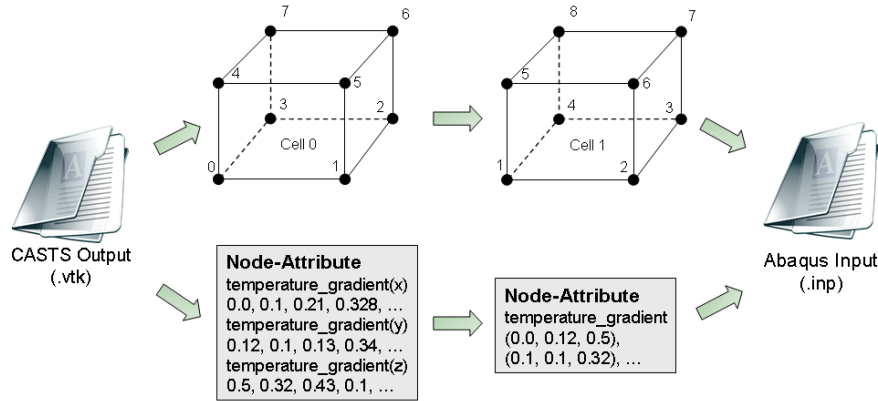 7
6
4
5
3
2
Cell 0
0
1
8
7
5
6
4
3
Cell 1
1
2
A
CASTS Output
(.vtk)
A
Abaqus Input
(.inp)
Node-Attribute
temperature_gradient(x)
0.0, 0.1, 0.21, 0.328, ...
temperature_gradient(y)
0.12, 0.1, 0.13, 0.34, ...
temperature_gradient(z)
0.5, 0.32, 0.43, 0.1, ...
Node-Attribute
temperature_gradient
(0.0, 0.12, 0.5),
(0.1, 0.1, 0.32), ...